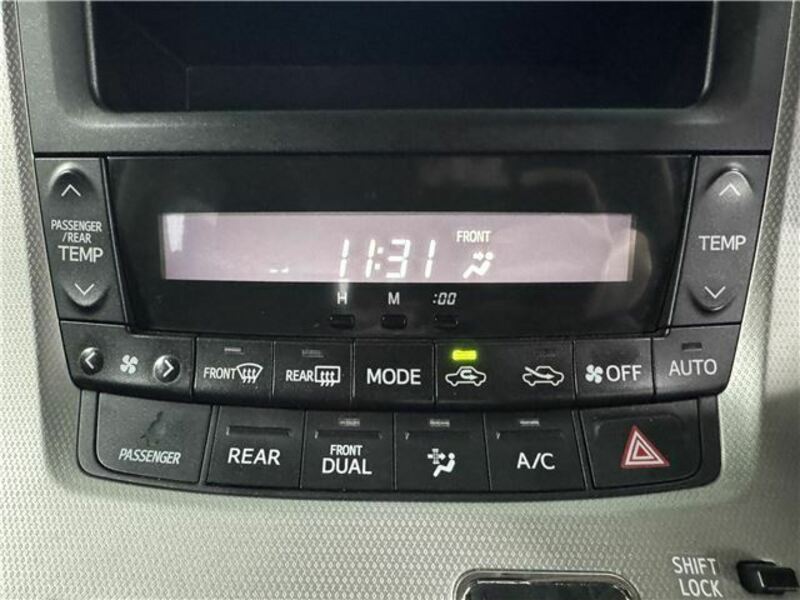 PASSENGER
/REAR
TEMP
FRONT
11:31
H M :00
TEMP
FRONT REAR MODE OFF AUTO
PASSENGER REAR FRONT
DUAL A/C
SHIFT
LOCK